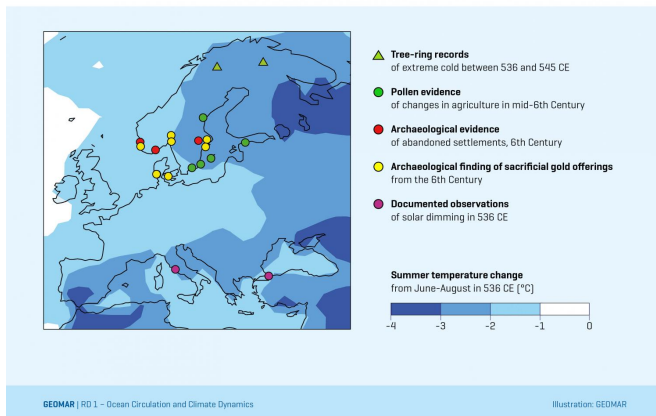 Tree-ring records
of extreme cold between 536 and 545 CE
Pollen evidence
of changes in agriculture in mid-6th Century
Archaeological evidence
of abandoned settlements, 6th Century
Archaeological finding of sacrificial gold offerings
from the 6th Century
Documented observations
of solar dimming in 536 CE
Summer temperature change
from June-August in 536 CE (°C)
-4 -3 -2 -1 0
GEOMAR | RD 1 – Ocean Circulation and Climate Dynamics
Illustration: GEOMAR